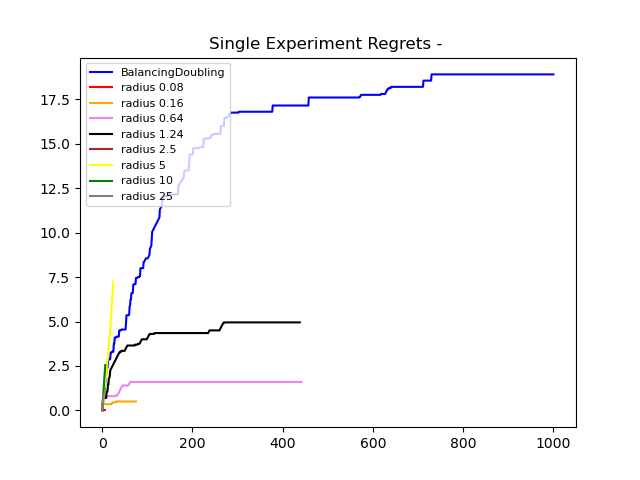 Single Experiment Regrets -
BalancingDoubling
radius 0.08
radius 0.16
radius 0.64
radius 1.24
radius 2.5
radius 5
radius 10
radius 25
17.5
15.0
12.5
10.0
7.5
5.0
2.5
0.0
0 200 400 600 800 1000